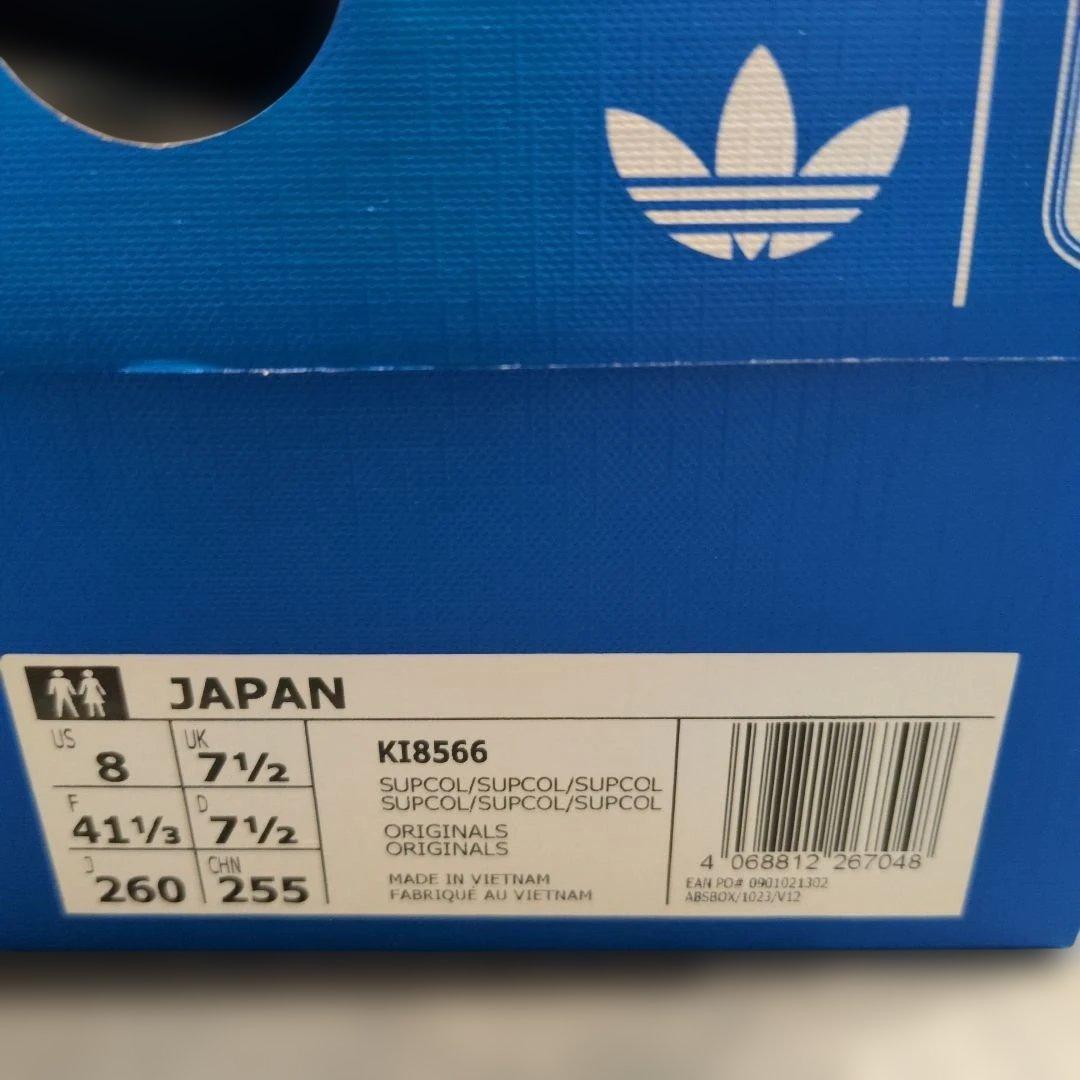 JAPAN
US 8 UK 7½
F 41⅓ D 7½
J 260 CHN 255
KI8566
SUPCOL/SUPCOL/SUPCOL
SUPCOL/SUPCOL/SUPCOL
ORIGINALS
ORIGINALS
MADE IN VIETNAM
FABRIQUÉ AU VIETNAM
4 068812 267048
EAN PO# 0901021302
ABSBOX/1023/V12